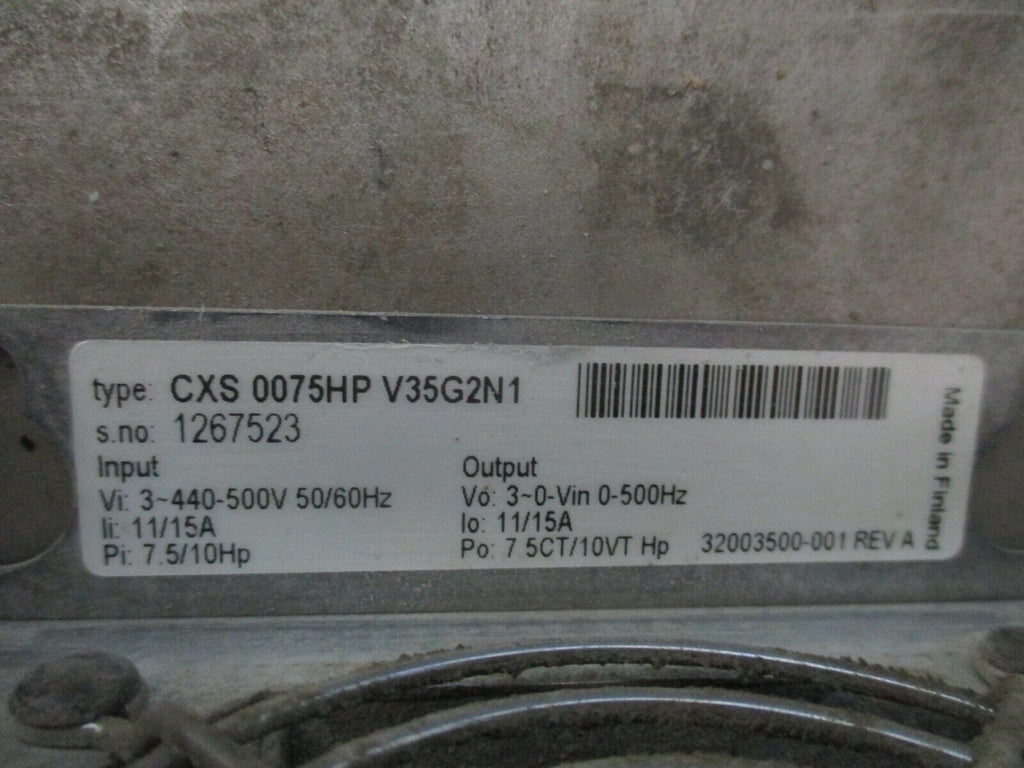 type: CXS 0075HP V35G2N1
s.no: 1267523
Input
Vi: 3~440-500V 50/60Hz
Ii: 11/15A
Pi: 7.5/10Hp
Output
Vo: 3~0-Vin 0-500Hz
Io: 11/15A
Po: 7.5CT/10VT Hp
32003500-001 REV A
Made in Finland